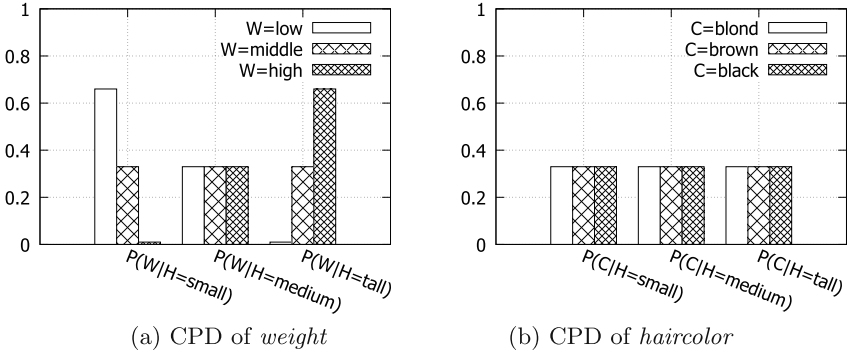 1
0.8
0.6
0.4
0.2
0
W=low
W=middle
W=high
P(W|H=small)
P(W|H=medium)
P(W|H=tall)
(a) CPD of weight
1
0.8
0.6
0.4
0.2
0
C=blond
C=brown
C=black
P(C|H=small)
P(C|H=medium)
P(C|H=tall)
(b) CPD of haircolor